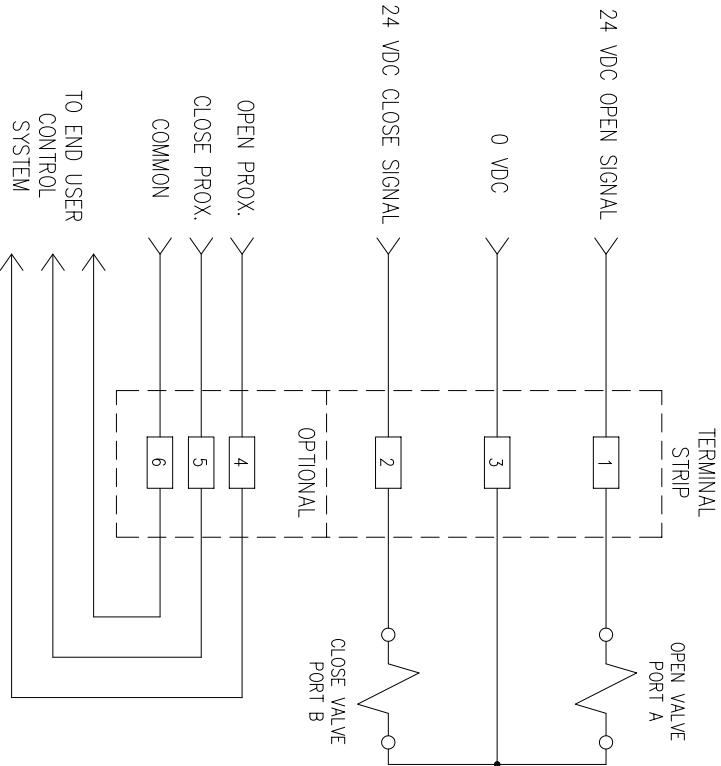 TERMINAL
STRIP
24 VDC OPEN SIGNAL
1
OPEN VALVE
PORT A
0 VDC
3
24 VDC CLOSE SIGNAL
2
CLOSE VALVE
PORT B
OPTIONAL
OPEN PROX.
4
CLOSE PROX.
5
COMMON
6
TO END USER
CONTROL
SYSTEM